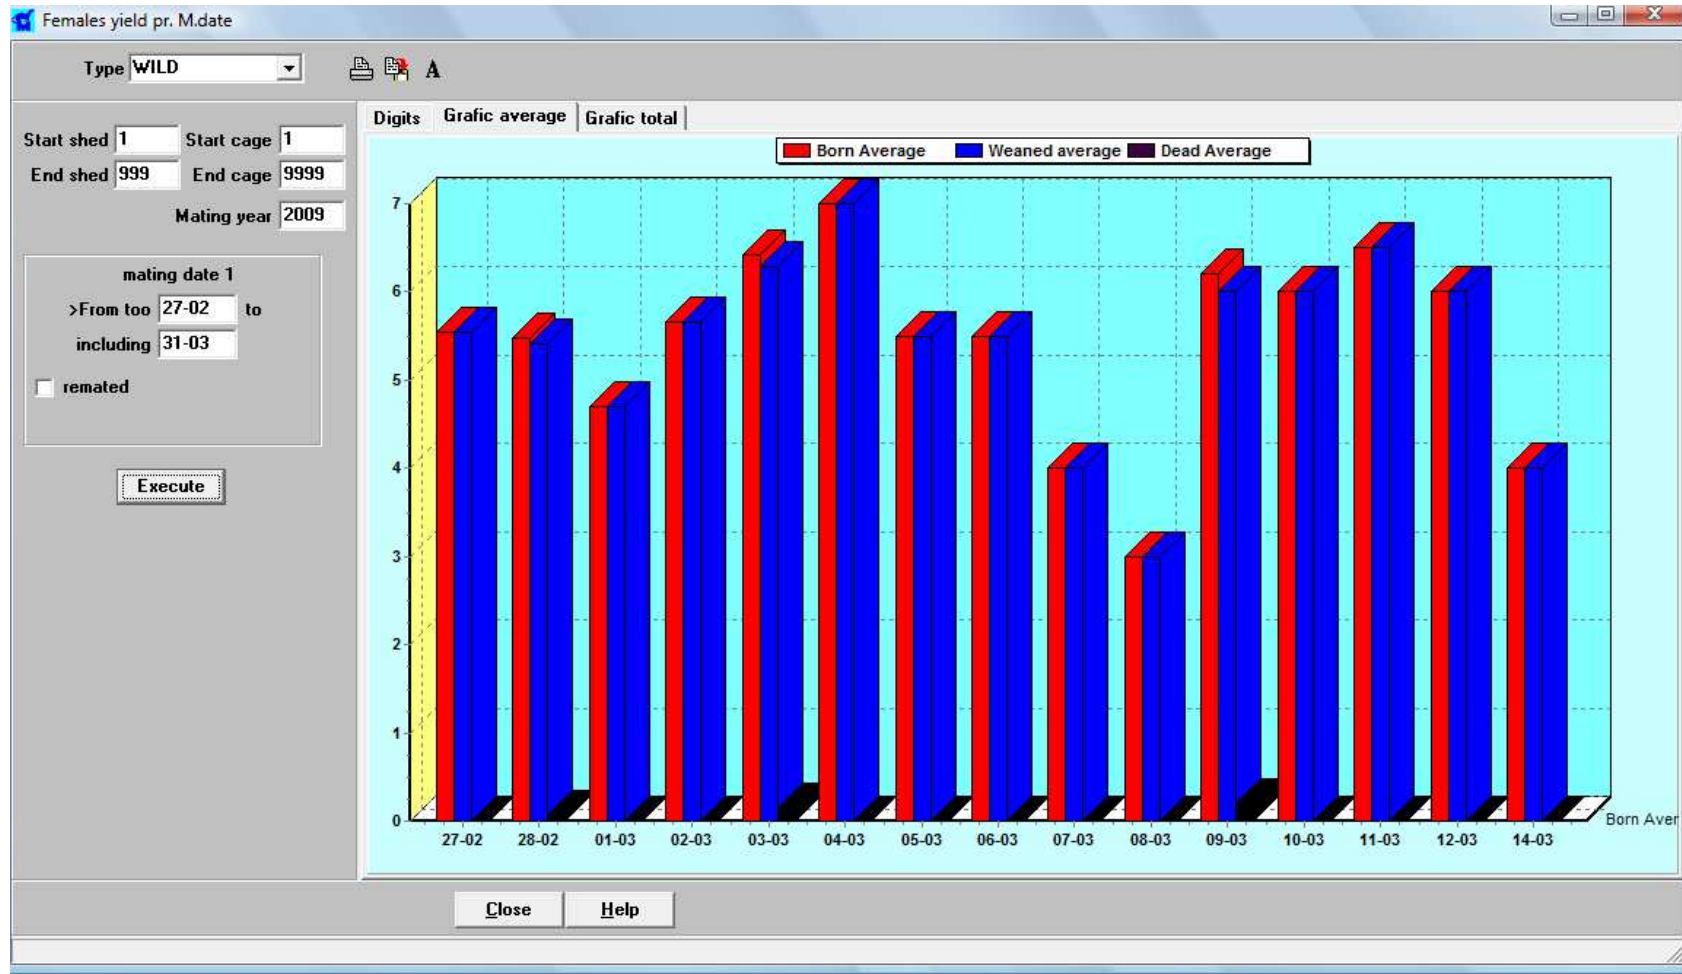 Females yield pr. M.date
Type WILD
A
Start shed 1 Start cage 1
End shed 999 End cage 9999
Mating year 2009
mating date 1
>From too 27-02 to
including 31-03
remated
Execute
Digits Grafic average Grafic total
Born Average Weaned average Dead Average
7
6
5
4
3
2
1
0
27-02 28-02 01-03 02-03 03-03 04-03 05-03 06-03 07-03 08-03 09-03 10-03 11-03 12-03 14-03
Born Aver
Close Help